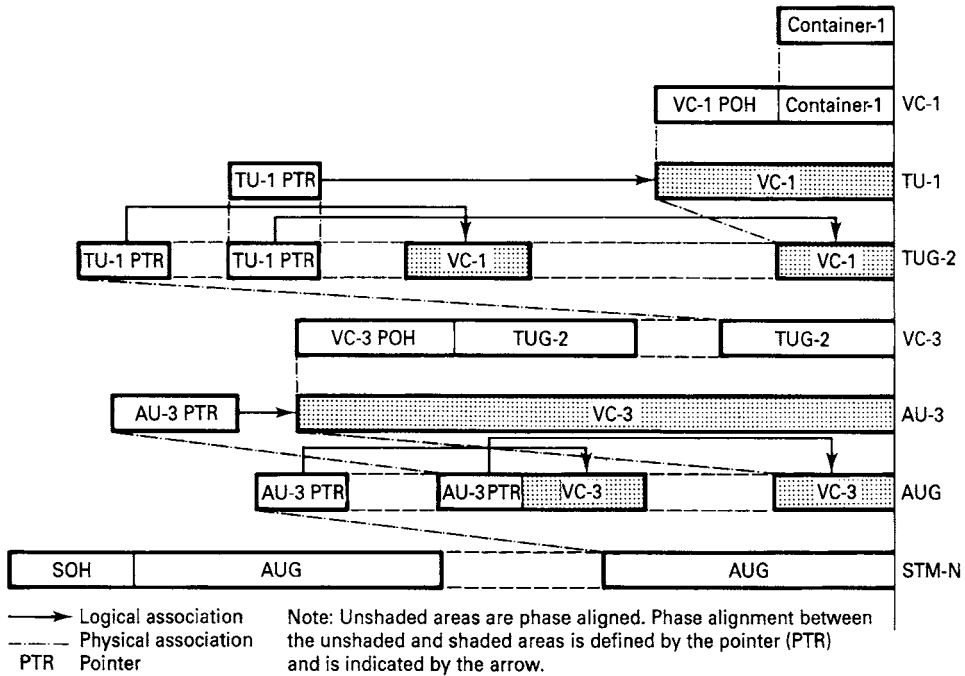 Container-1
VC-1 POH Container-1 VC-1
TU-1 PTR VC-1 TU-1
TU-1 PTR TU-1 PTR VC-1 VC-1 TUG-2
VC-3 POH TUG-2 TUG-2 VC-3
AU-3 PTR VC-3 AU-3
AU-3 PTR AU-3 PTR VC-3 VC-3 AUG
SOH AUG AUG STM-N
Logical association
Physical association
PTR Pointer
Note: Unshaded areas are phase aligned. Phase alignment between
the unshaded and shaded areas is defined by the pointer (PTR)
and is indicated by the arrow.